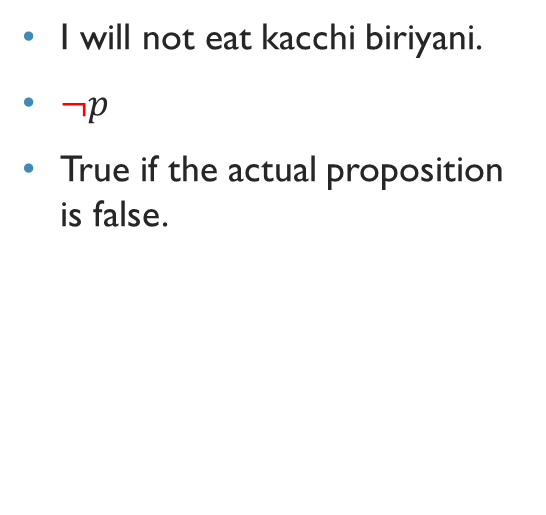 • I will not eat kacchi biriyani.
• ¬p
• True if the actual proposition
is false.